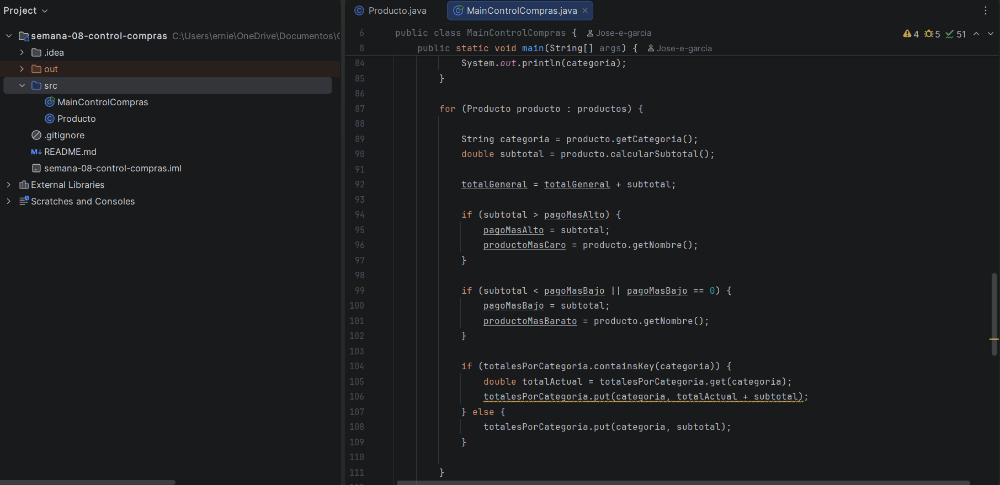 Project
semana-08-control-compras C:\Users\ernie\OneDrive\Documentos\
.idea
out
src
MainControlCompras
Producto
.gitignore
M↓ README.md
semana-08-control-compras.iml
External Libraries
Scratches and Consoles
Producto.java
MainControlCompras.java
4 5 51
6 public class MainControlCompras { Jose-e-garcia
8 public static void main(String[] args) { Jose-e-garcia
84 System.out.println(categoria);
85 }
86
87 for (Producto producto : productos) {
88
89 String categoria = producto.getCategoria();
90 double subtotal = producto.calcularSubtotal();
91
92 totalGeneral = totalGeneral + subtotal;
93
94 if (subtotal > pagoMasAlto) {
95 pagoMasAlto = subtotal;
96 productoMasCaro = producto.getNombre();
97 }
98
99 if (subtotal < pagoMasBajo || pagoMasBajo == 0) {
100 pagoMasBajo = subtotal;
101 productoMasBarato = producto.getNombre();
102 }
103
104 if (totalesPorCategoria.containsKey(categoria)) {
105 double totalActual = totalesPorCategoria.get(categoria);
106 totalesPorCategoria.put(categoria, totalActual + subtotal);
107 } else {
108 totalesPorCategoria.put(categoria, subtotal);
109 }
110
111 }